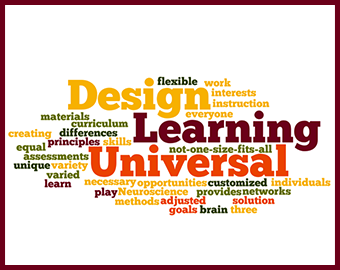 flexible work
Design interests
instruction
materials everyone
curriculum
creating differences Learning
principles skills
equal not-one-size-fits-all
assessments Universal
unique variety
varied
learn necessary opportunities customized individuals
play Neuroscience provides networks
methods adjusted solution
goals brain three